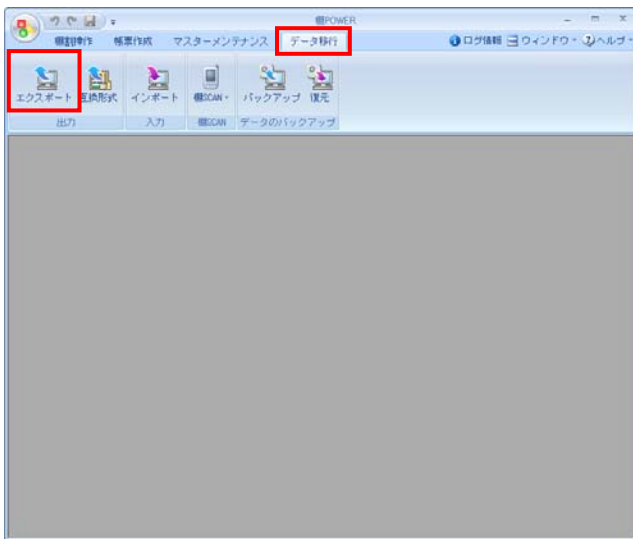 棚POWER
棚割操作 帳票作成 マスターメンテナンス データ移行 ログ情報 ウィンドウ ヘルプ
エクスポート 互換形式 インポート 棚SCAN バックアップ 復元
出力 入力 棚SCAN データのバックアップ